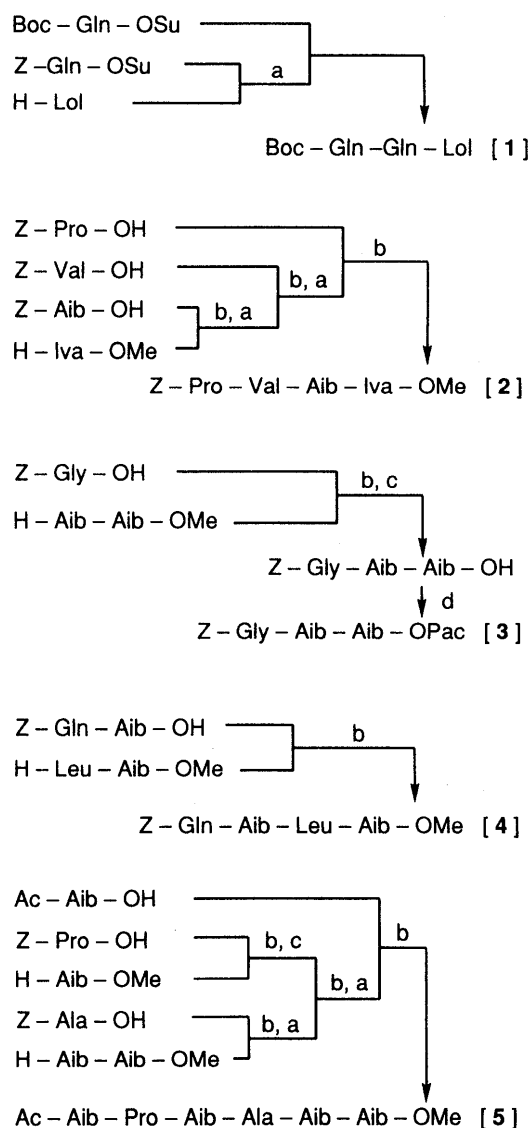 Boc – Gln – OSu
Z –Gln – OSu
a
H – Lol
Boc – Gln –Gln – Lol [ 1 ]
Z – Pro – OH
b
Z – Val – OH
b, a
Z – Aib – OH
b, a
H – Iva – OMe
Z – Pro – Val – Aib – Iva – OMe [ 2 ]
Z – Gly – OH
b, c
H – Aib – Aib – OMe
Z – Gly – Aib – Aib – OH
d
Z – Gly – Aib – Aib – OPac [ 3 ]
Z – Gln – Aib – OH
b
H – Leu – Aib – OMe
Z – Gln – Aib – Leu – Aib – OMe [ 4 ]
Ac – Aib – OH
b
Z – Pro – OH
b, c
H – Aib – OMe
b, a
Z – Ala – OH
b, a
H – Aib – Aib – OMe
Ac – Aib – Pro – Aib – Ala – Aib – Aib – OMe [ 5 ]